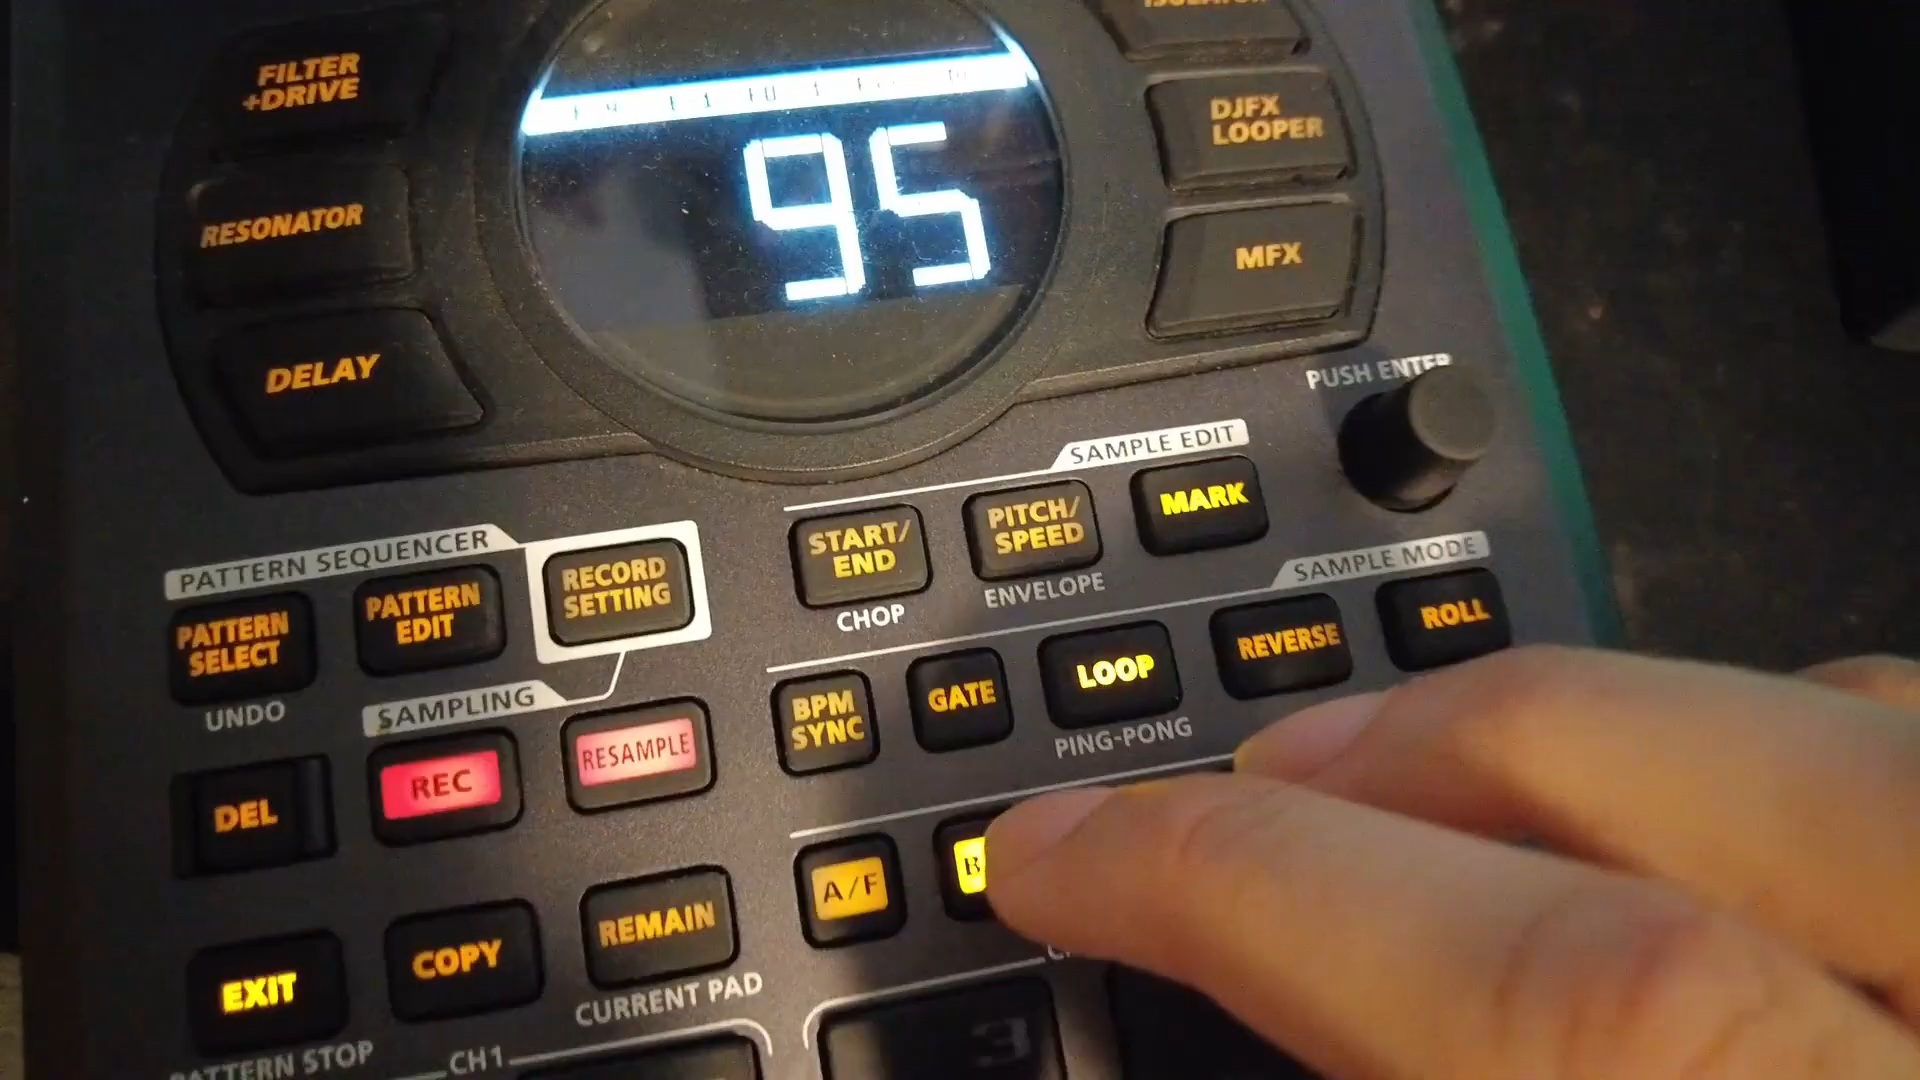 ISOLATOR
FILTER
+DRIVE
DJFX
LOOPER
95
RESONATOR
MFX
DELAY
PUSH ENTER
SAMPLE EDIT
START/
END
PITCH/
SPEED
MARK
CHOP
ENVELOPE
PATTERN SEQUENCER
PATTERN
SELECT
PATTERN
EDIT
RECORD
SETTING
SAMPLE MODE
BPM
SYNC
GATE
LOOP
REVERSE
ROLL
PING-PONG
UNDO
SAMPLING
DEL
REC
RESAMPLE
A/F
B
EXIT
COPY
REMAIN
CURRENT PAD
PATTERN STOP
CH1
3